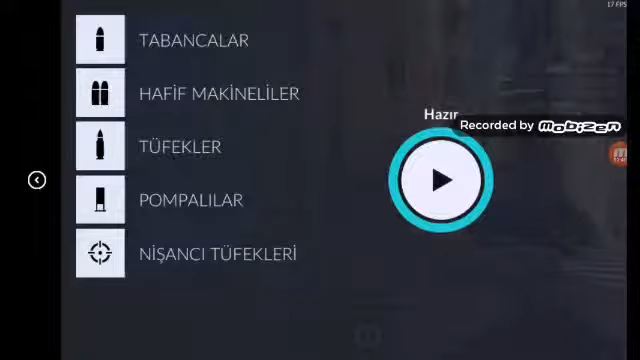 17 FPS
TABANCALAR
HAFİF MAKİNELİLER
TÜFEKLER
POMPALILAR
NİŞANCI TÜFEKLERİ
Hazır
Recorded by mobizen